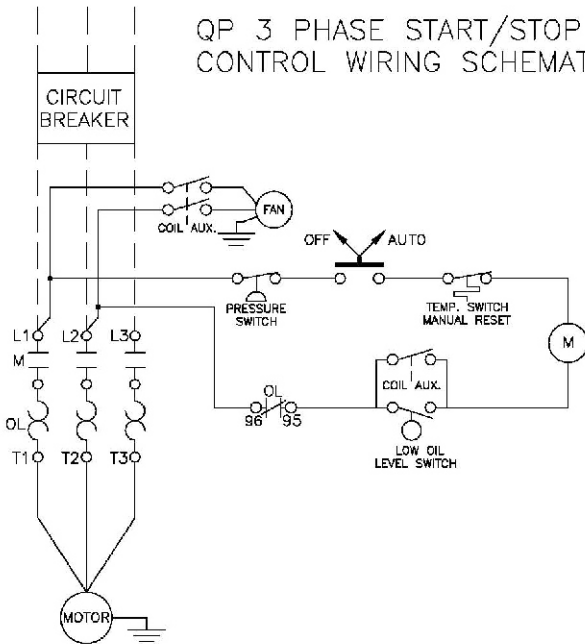 QP 3 PHASE START/STOP
CONTROL WIRING SCHEMAT
CIRCUIT
BREAKER
FAN
COIL AUX.
OFF
AUTO
PRESSURE
SWITCH
TEMP. SWITCH
MANUAL RESET
L1
L2
L3
M
M
COIL AUX.
OL
OL
96
95
T1
T2
T3
LOW OIL
LEVEL SWITCH
MOTOR